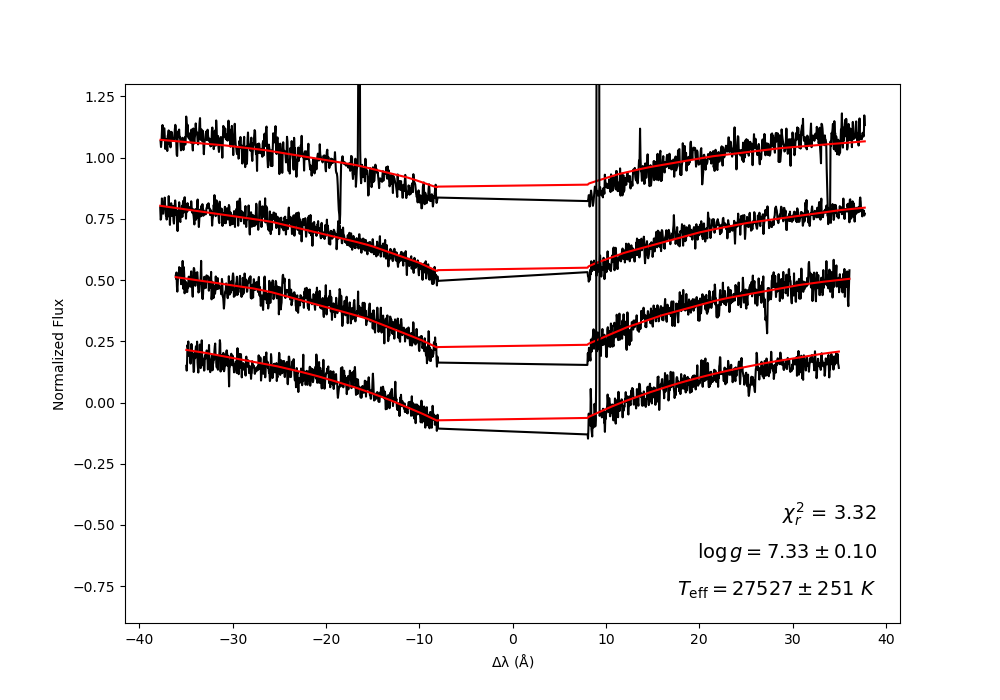 1.25
1.00
0.75
0.50
0.25
0.00
−0.25
−0.50
−0.75
Normalized Flux
χ²ᵣ = 3.32
log g = 7.33 ± 0.10
T_eff = 27527 ± 251 K
−40 −30 −20 −10 0 10 20 30 40
Δλ (Å)